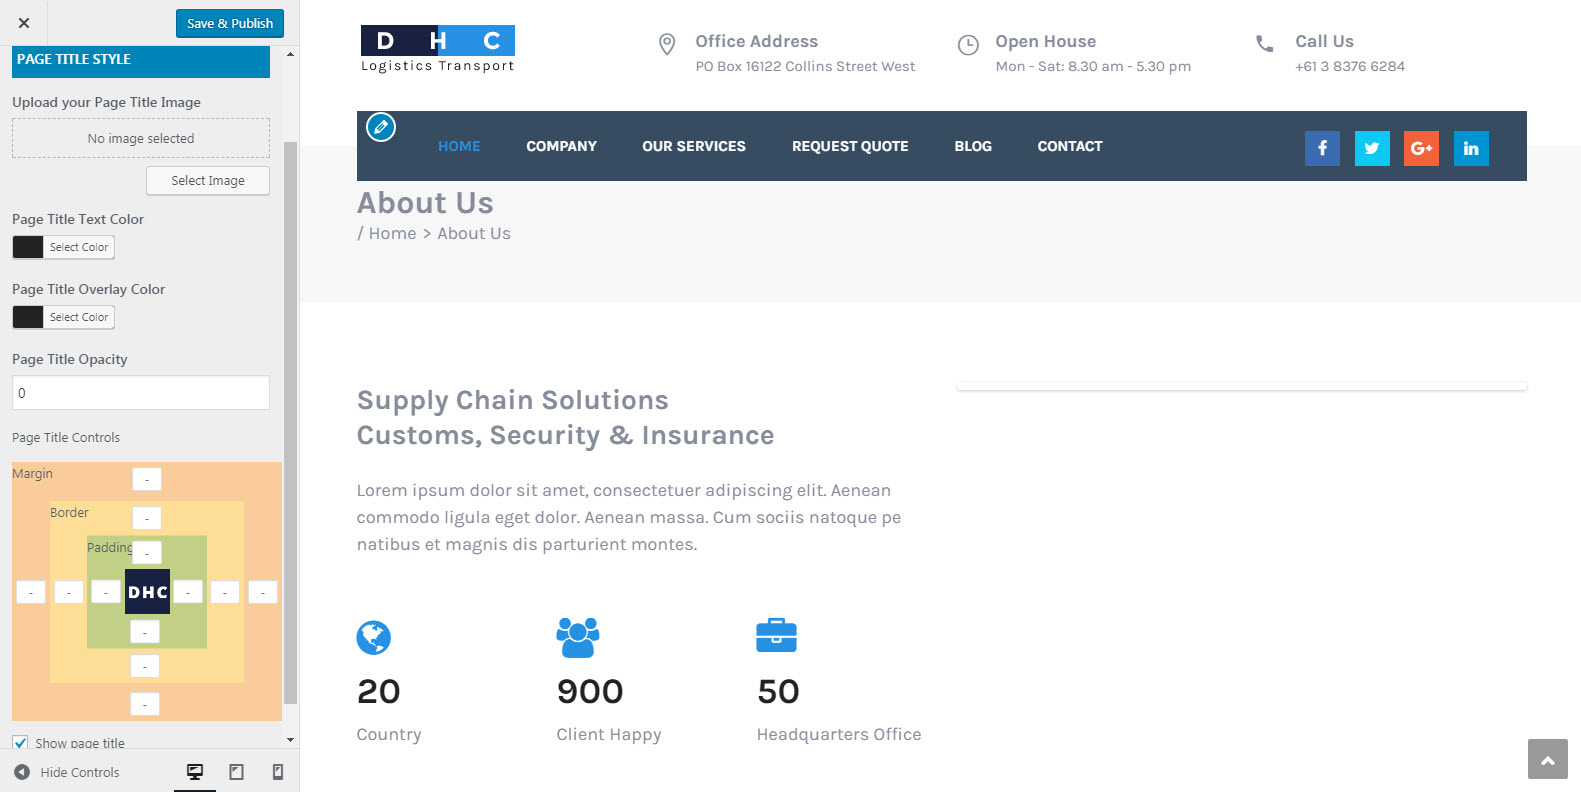 Save & Publish
PAGE TITLE STYLE
Upload your Page Title Image
No image selected
Select Image
Page Title Text Color
Select Color
Page Title Overlay Color
Select Color
Page Title Opacity
0
Page Title Controls
Margin
-
Border
-
Padding
-
- - - DHC - - -
-
-
-
Show page title
Hide Controls
D H C
Logistics Transport
Office Address
PO Box 16122 Collins Street West
Open House
Mon - Sat: 8.30 am - 5.30 pm
Call Us
+61 3 8376 6284
HOME COMPANY OUR SERVICES REQUEST QUOTE BLOG CONTACT
f G+ in
About Us
/ Home > About Us
Supply Chain Solutions
Customs, Security & Insurance
Lorem ipsum dolor sit amet, consectetuer adipiscing elit. Aenean
commodo ligula eget dolor. Aenean massa. Cum sociis natoque pe
natibus et magnis dis parturient montes.
20
Country
900
Client Happy
50
Headquarters Office